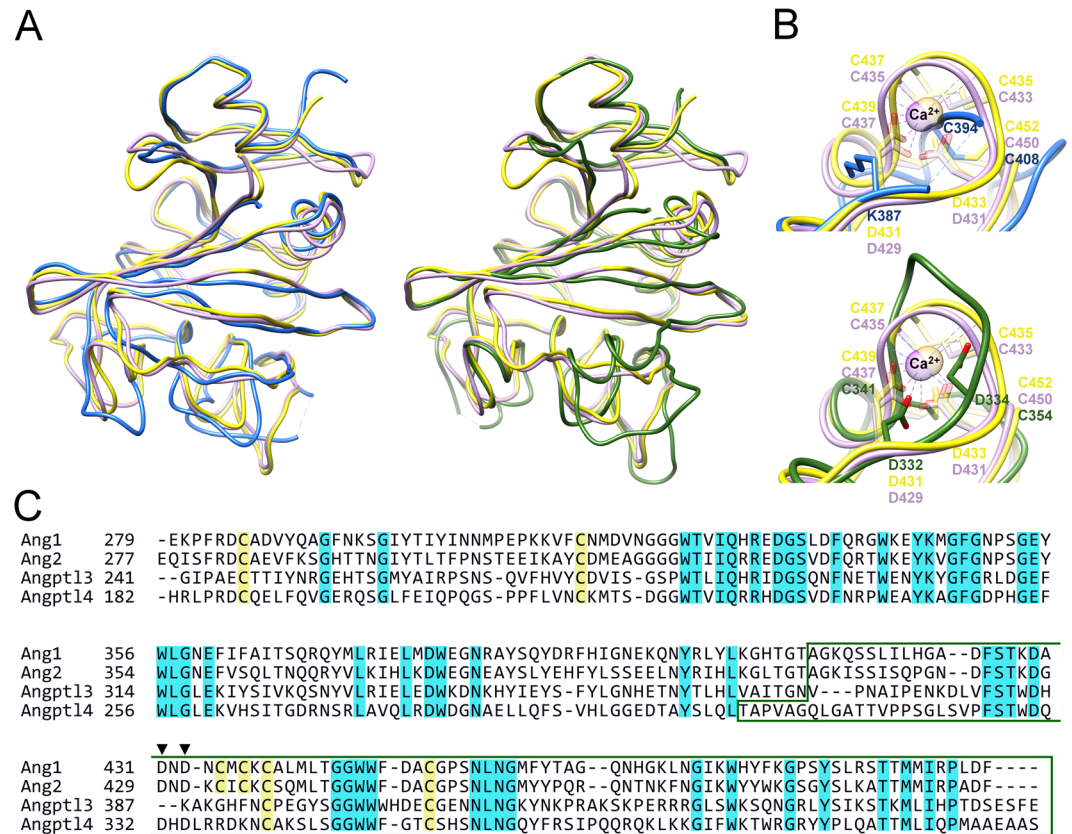 A
B
C437
C435
C435
C433
Ca2+
C439
C437
C394
C452
C450
C408
K387
D431
D429
D433
D431
C437
C435
C435
C433
Ca2+
C439
C437
C341
D334
C452
C450
C354
D332
D431
D429
D433
D431
C
Ang1 279 -EKPFRDCADVYQAGFNKSGIYTIYINNMPEPKKVFCNMDVNGGGWTVIQHREDGSLDFQRGWKEYKMGFGNPSGEY
Ang2 277 EQISFRDCAEVFKSGHTTNGIYTLTFPNSTEEIKAYCDMEAGGGGWTIIQRREDGSVDFQRTWKEYKVGFGNPSGEY
Angptl3 241 --GIPAECTTIYNRGEHTSGMYAIRPSNS-QVFHVYCDVIS-GSPWTLIQHRIDGSQNFNETWENYKYGFGRLDGEF
Angptl4 182 -HRLPRDCQELFQVGERQSGLFEIQPQGS-PPFLVNCKMTS-DGGWTVIQRRHDGSVDFNRPWEAYKAGFGDPHGEF
Ang1 356 WLGNEFIFAITSQRQYMLRIELMDWEGNRAYSQYDRFHIGNEKQNYRLYLKGHTGTAGKQSSLILHGA--DFSTKDA
Ang2 354 WLGNEFVSQLTNQQRYVLKIHLKDWEGNEAYSLYEHFYLSSEELNYRIHLKGLTGTAGKISSISQPGN--DFSTKDG
Angptl3 314 WLGLEKIYSIVKQSNYVLRIELEDWKDNKHYIEYS-FYLGNHETNYTLHLVAITGNV---PNAIPENKDLVFSTWDH
Angptl4 256 WLGLEKVHSITGDRNSRLAVQLRDWDGNAELLQFS-VHLGGEDTAYSLQLTAPVAGQLGATTVPPSGLSVPFSTWDQ
Ang1 431 DND-NCMCKCALMLTGGWWF-DACGPSNLNGMFYTAG--QNHGKLNGIKWHYFKGPSYSLRSTTMMIRPLDF----
Ang2 429 DND-KCICKCSQMLTGGWWF-DACGPSNLNGMYYPQR--QNTNKFNGIKWYYWKGSGYSLKATTMMIRPADF----
Angptl3 387 --KAKGHFNCPEGYSGGWWWHDECGENNLNGKYNKPRAKSKPERRRGLSWKSQNGRLYSIKSTKMLIHPTDSESFE
Angptl4 332 DHDLRRDKNCAKSLSGGWWF-GTCSHSNLNGQYFRSIPQQRQKLKKGIFWKTWRGRYYPLQATTMLIQPMAAEAAS